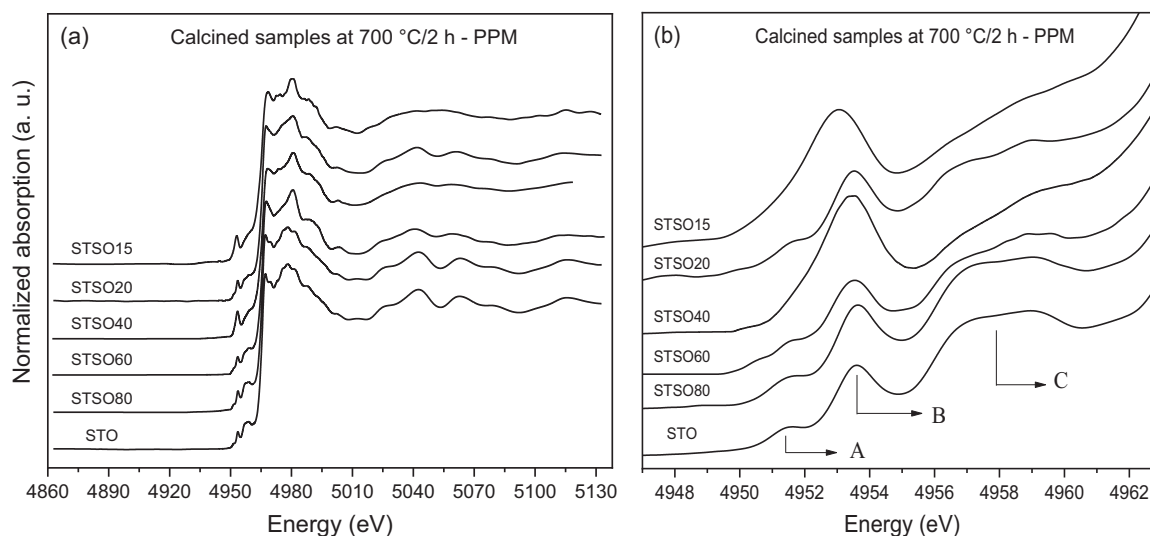 (a)
Calcined samples at 700 °C/2 h - PPM
Normalized absorption (a. u.)
STSO15
STSO20
STSO40
STSO60
STSO80
STO
4860 4890 4920 4950 4980 5010 5040 5070 5100 5130
Energy (eV)
(b)
Calcined samples at 700 °C/2 h - PPM
STSO15
STSO20
STSO40
STSO60
STSO80
STO
C
B
A
4948 4950 4952 4954 4956 4958 4960 4962
Energy (eV)